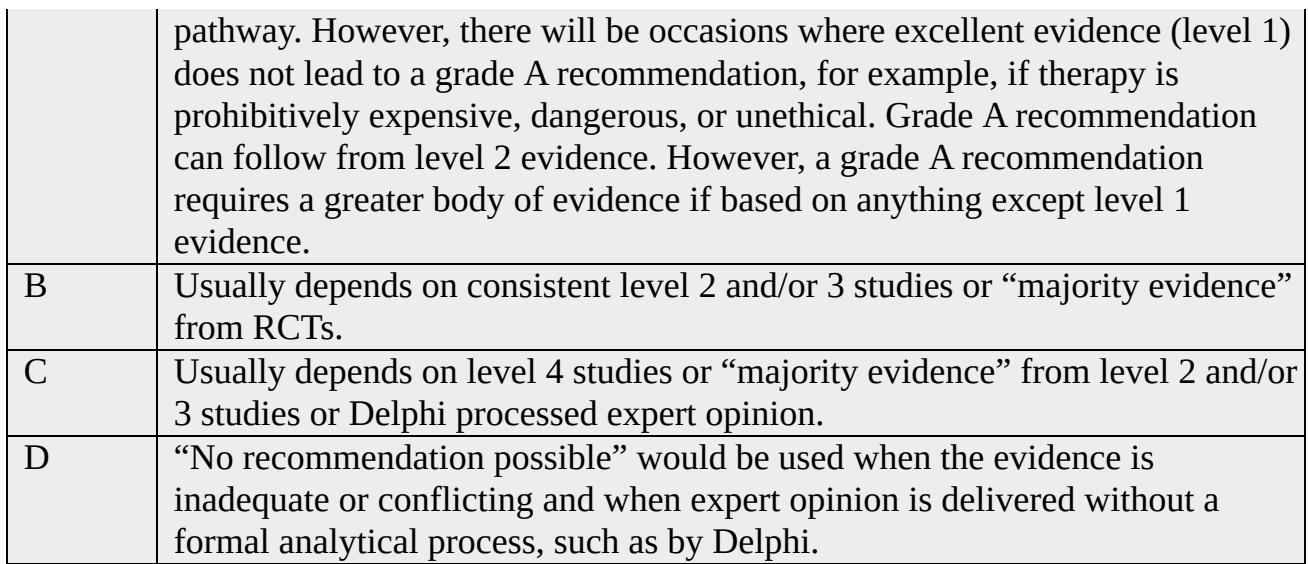 pathway. However, there will be occasions where excellent evidence (level 1)
does not lead to a grade A recommendation, for example, if therapy is
prohibitively expensive, dangerous, or unethical. Grade A recommendation
can follow from level 2 evidence. However, a grade A recommendation
requires a greater body of evidence if based on anything except level 1
evidence.
B Usually depends on consistent level 2 and/or 3 studies or “majority evidence”
from RCTs.
C Usually depends on level 4 studies or “majority evidence” from level 2 and/or
3 studies or Delphi processed expert opinion.
D “No recommendation possible” would be used when the evidence is
inadequate or conflicting and when expert opinion is delivered without a
formal analytical process, such as by Delphi.